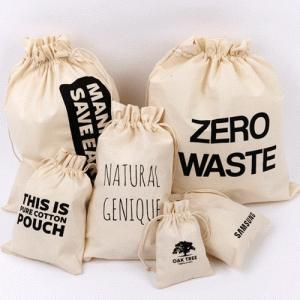 MAN
SAVE EA
ZERO
WASTE
NATURAL
GENIQUE
THIS IS
PURE COTTON
POUCH
SAMSUNG
OAK TREE